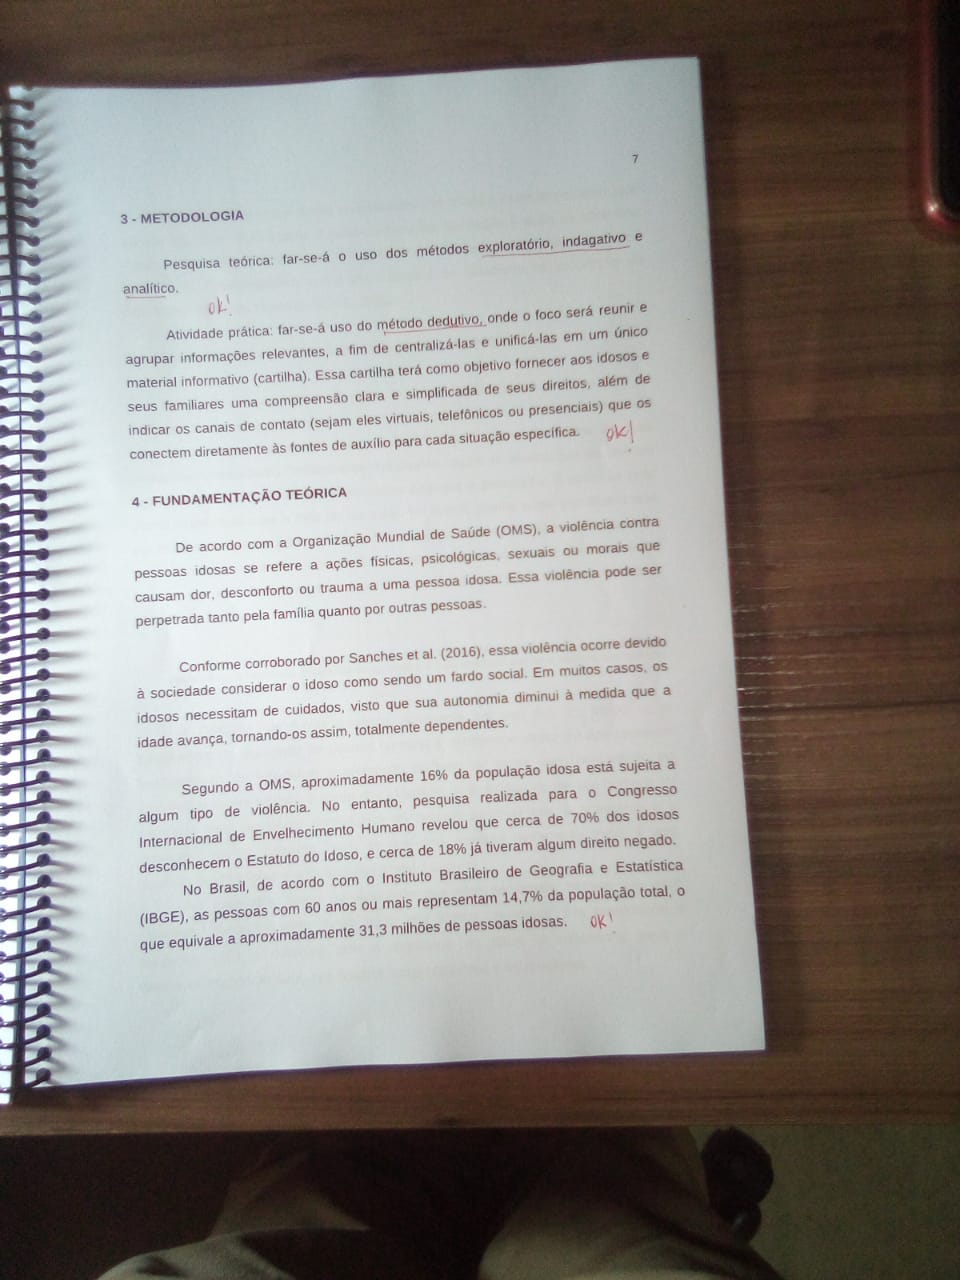 7
3 - METODOLOGIA
Pesquisa teórica: far-se-á o uso dos métodos exploratório, indagativo e
analítico.
ok!
Atividade prática: far-se-á uso do método dedutivo, onde o foco será reunir e
agrupar informações relevantes, a fim de centralizá-las e unificá-las em um único
material informativo (cartilha). Essa cartilha terá como objetivo fornecer aos idosos e
seus familiares uma compreensão clara e simplificada de seus direitos, além de
indicar os canais de contato (sejam eles virtuais, telefônicos ou presenciais) que os
conectem diretamente às fontes de auxílio para cada situação específica. OK!
4 - FUNDAMENTAÇÃO TEÓRICA
De acordo com a Organização Mundial de Saúde (OMS), a violência contra
pessoas idosas se refere a ações físicas, psicológicas, sexuais ou morais que
causam dor, desconforto ou trauma a uma pessoa idosa. Essa violência pode ser
perpetrada tanto pela família quanto por outras pessoas.
Conforme corroborado por Sanches et al. (2016), essa violência ocorre devido
à sociedade considerar o idoso como sendo um fardo social. Em muitos casos, os
idosos necessitam de cuidados, visto que sua autonomia diminui à medida que a
idade avança, tornando-os assim, totalmente dependentes.
Segundo a OMS, aproximadamente 16% da população idosa está sujeita a
algum tipo de violência. No entanto, pesquisa realizada para o Congresso
Internacional de Envelhecimento Humano revelou que cerca de 70% dos idosos
desconhecem o Estatuto do Idoso, e cerca de 18% já tiveram algum direito negado.
No Brasil, de acordo com o Instituto Brasileiro de Geografia e Estatística
(IBGE), as pessoas com 60 anos ou mais representam 14,7% da população total, o
que equivale a aproximadamente 31,3 milhões de pessoas idosas. OK!